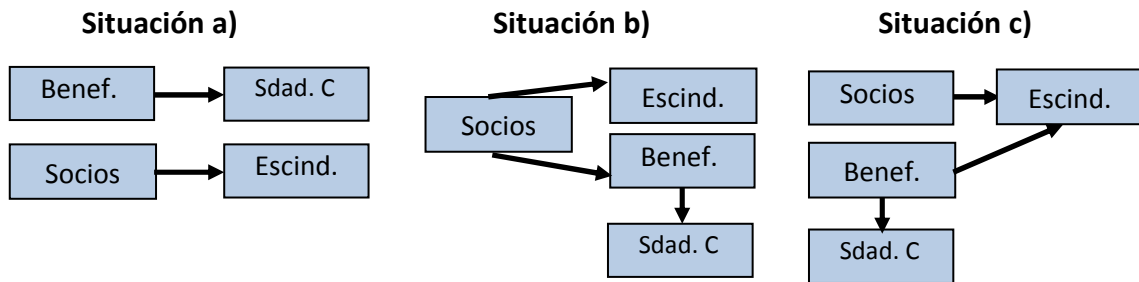 Situación a)
Benef.
Sdad. C
Socios
Escind.
Situación b)
Socios
Escind.
Benef.
Sdad. C
Situación c)
Socios
Escind.
Benef.
Sdad. C